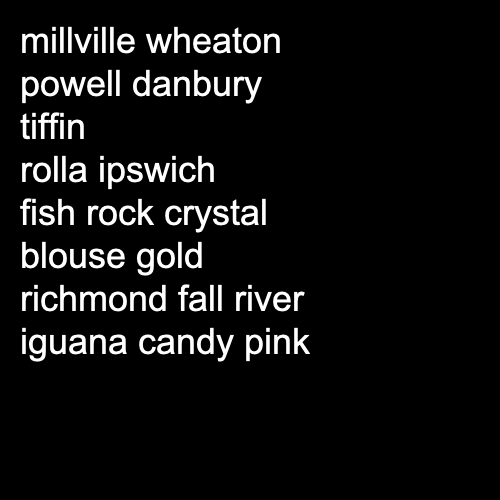 millville wheaton
powell danbury
tiffin
rolla ipswich
fish rock crystal
blouse gold
richmond fall river
iguana candy pink